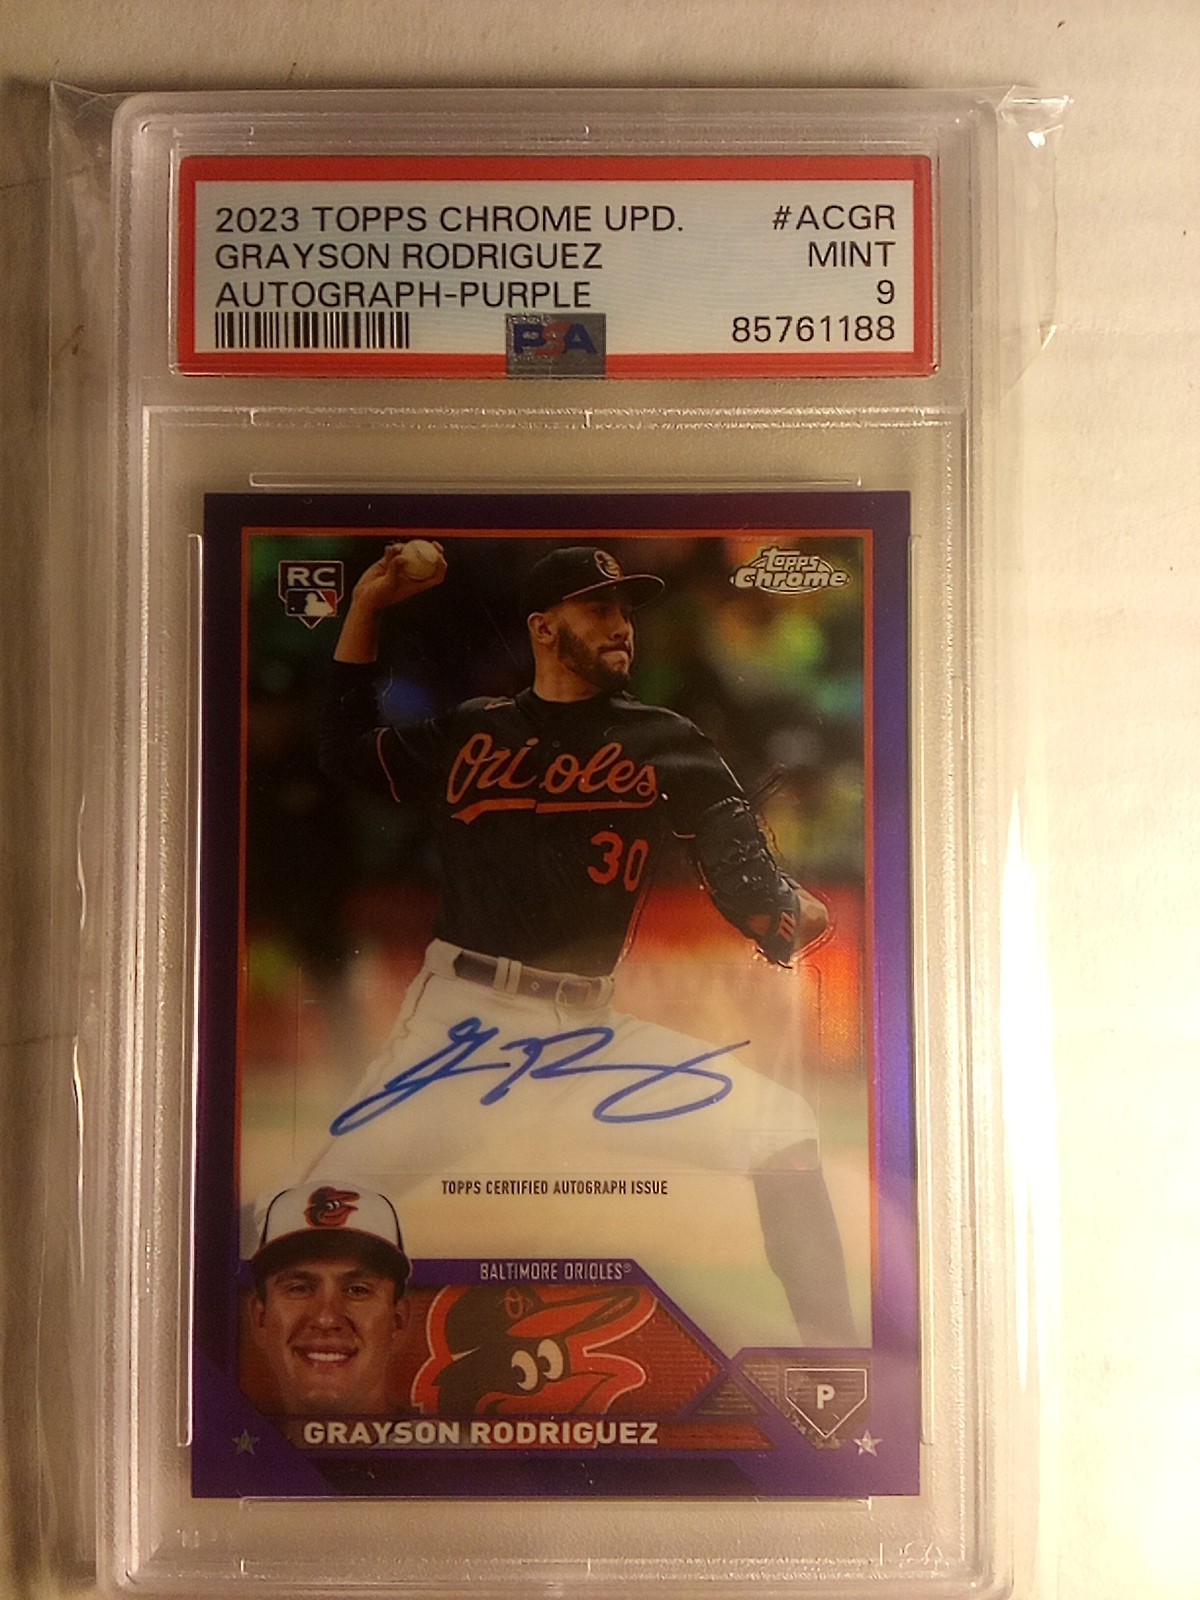 2023 TOPPS CHROME UPD. #ACGR
GRAYSON RODRIGUEZ MINT
AUTOGRAPH-PURPLE 9
85761188
PSA
RC
Topps
Chrome
Orioles
30
TOPPS CERTIFIED AUTOGRAPH ISSUE
BALTIMORE ORIOLES®
P
GRAYSON RODRIGUEZ
PSA